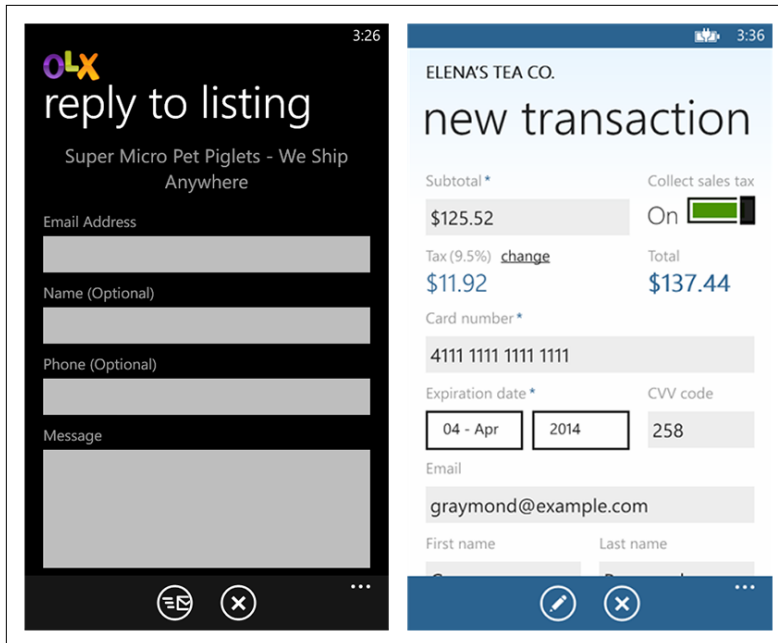 3:26
OLX
reply to listing
Super Micro Pet Piglets - We Ship
Anywhere
Email Address
Name (Optional)
Phone (Optional)
Message
...
3:36
ELENA'S TEA CO.
new transaction
Subtotal * Collect sales tax
$125.52 On
Tax (9.5%) change Total
$11.92 $137.44
Card number *
4111 1111 1111 1111
Expiration date * CVV code
04 - Apr 2014 258
Email
graymond@example.com
First name Last name
...